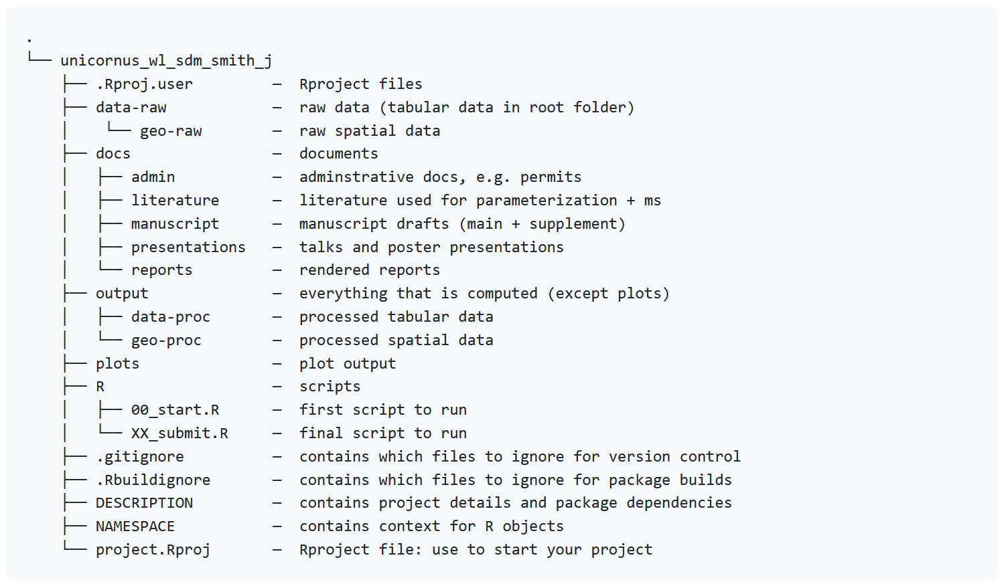 .
└── unicornus_wl_sdm_smith_j
    ├── .Rproj.user         —  Rproject files
    ├── data-raw            —  raw data (tabular data in root folder)
    │    └── geo-raw        —  raw spatial data
    ├── docs                —  documents
    │   ├── admin           —  adminstrative docs, e.g. permits
    │   ├── literature      —  literature used for parameterization + ms
    │   ├── manuscript      —  manuscript drafts (main + supplement)
    │   ├── presentations   —  talks and poster presentations
    │   └── reports         —  rendered reports
    ├── output              —  everything that is computed (except plots)
    │   ├── data-proc       —  processed tabular data
    │   └── geo-proc        —  processed spatial data
    ├── plots               —  plot output
    ├── R                   —  scripts
    │   ├── 00_start.R      —  first script to run
    │   └── XX_submit.R     —  final script to run
    ├── .gitignore          —  contains which files to ignore for version control
    ├── .Rbuildignore       —  contains which files to ignore for package builds
    ├── DESCRIPTION         —  contains project details and package dependencies
    ├── NAMESPACE           —  contains context for R objects
    └── project.Rproj       —  Rproject file: use to start your project